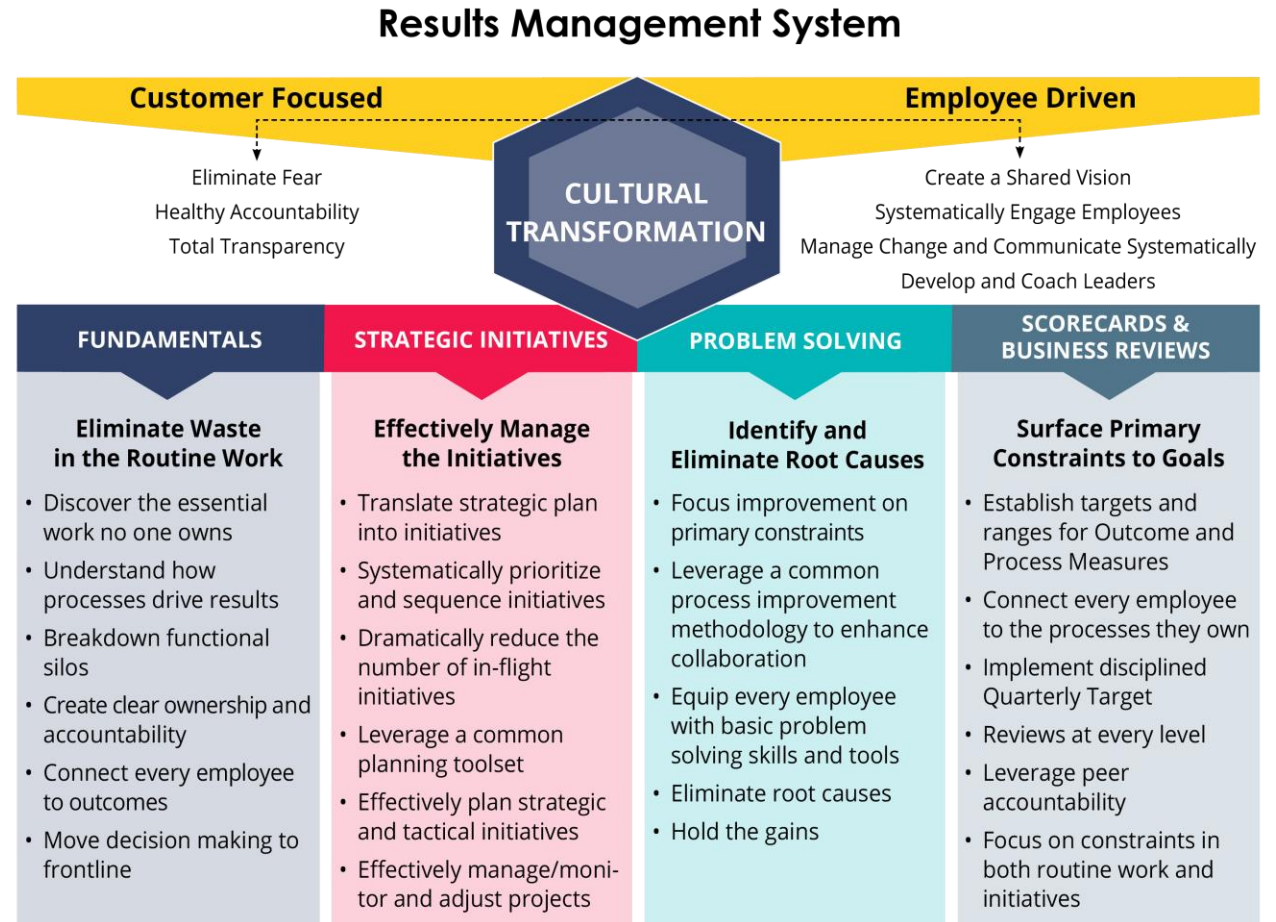 Results Management System
Customer Focused
Employee Driven
Eliminate Fear
Healthy Accountability
Total Transparency
CULTURAL
TRANSFORMATION
Create a Shared Vision
Systematically Engage Employees
Manage Change and Communicate Systematically
Develop and Coach Leaders
FUNDAMENTALS
Eliminate Waste
in the Routine Work
• Discover the essential
work no one owns
• Understand how
processes drive results
• Breakdown functional
silos
• Create clear ownership and
accountability
• Connect every employee
to outcomes
• Move decision making to
frontline
STRATEGIC INITIATIVES
Effectively Manage
the Initiatives
• Translate strategic plan
into initiatives
• Systematically prioritize
and sequence initiatives
• Dramatically reduce the
number of in-flight
initiatives
• Leverage a common
planning toolset
• Effectively plan strategic
and tactical initiatives
• Effectively manage/moni-
tor and adjust projects
PROBLEM SOLVING
Identify and
Eliminate Root Causes
• Focus improvement on
primary constraints
• Leverage a common
process improvement
methodology to enhance
collaboration
• Equip every employee
with basic problem
solving skills and tools
• Eliminate root causes
• Hold the gains
SCORECARDS &
BUSINESS REVIEWS
Surface Primary
Constraints to Goals
• Establish targets and
ranges for Outcome and
Process Measures
• Connect every employee
to the processes they own
• Implement disciplined
Quarterly Target
• Reviews at every level
• Leverage peer
accountability
• Focus on constraints in
both routine work and
initiatives